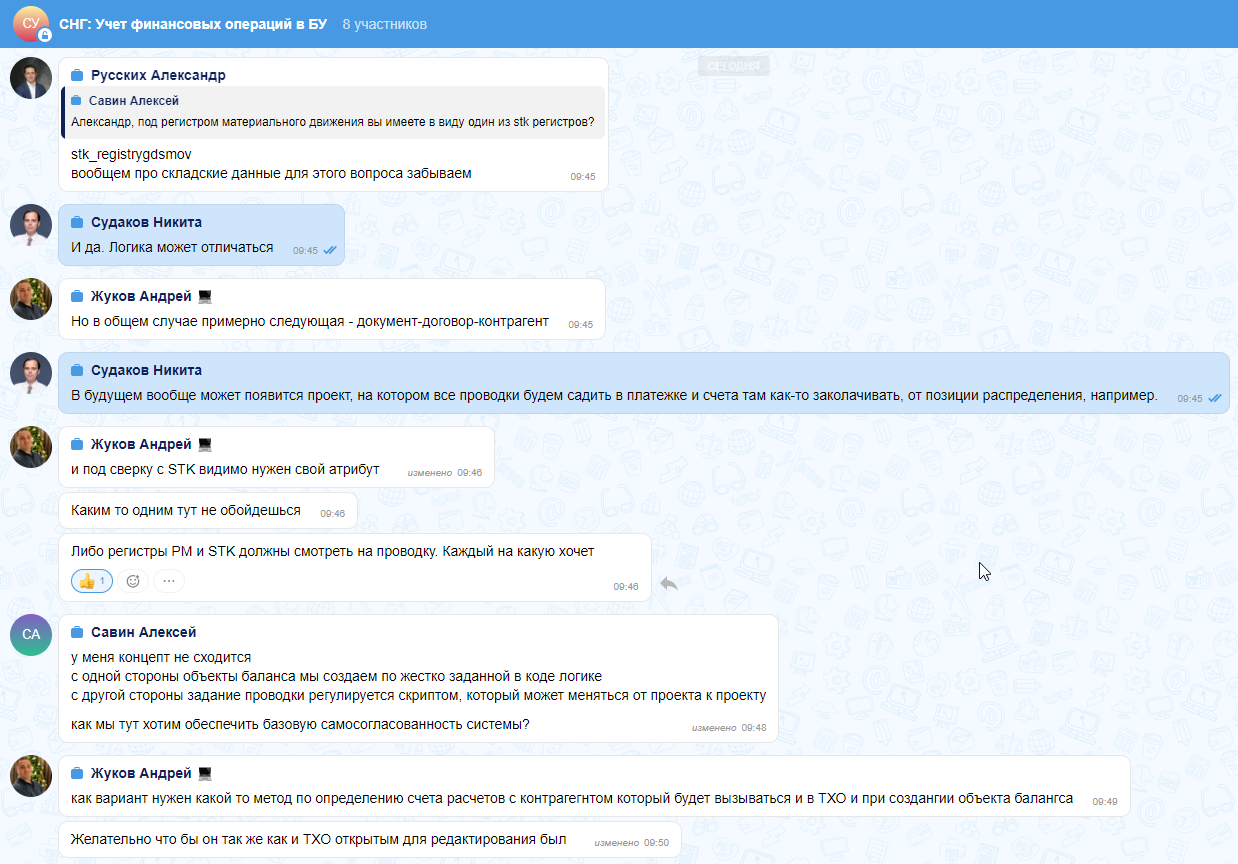 СУ
СНГ: Учет финансовых операций в БУ 8 участников
СЕГОДНЯ
Русских Александр
Савин Алексей
Александр, под регистром материального движения вы имеете в виду один из stk регистров?
stk_registrygdsmov
вообщем про складские данные для этого вопроса забываем 09:45
Судаков Никита
И да. Логика может отличаться 09:45
Жуков Андрей
Но в общем случае примерно следующая - документ-договор-контрагент 09:45
Судаков Никита
В будущем вообще может появится проект, на котором все проводки будем садить в платежке и счета там как-то заколачивать, от позиции распределения, например. 09:45
Жуков Андрей
и под сверку с STK видимо нужен свой атрибут изменено 09:46
Каким то одним тут не обойдешься 09:46
Либо регистры РМ и STK должны смотреть на проводку. Каждый на какую хочет
👍 1 ... 09:46
СА
Савин Алексей
у меня концепт не сходится
с одной стороны объекты баланса мы создаем по жестко заданной в коде логике
с другой стороны задание проводки регулируется скриптом, который может меняться от проекта к проекту
как мы тут хотим обеспечить базовую самосогласованность системы? изменено 09:48
Жуков Андрей
как вариант нужен какой то метод по определению счета расчетов с контрагегнтом который будет вызываться и в ТХО и при создангии объекта балангса 09:49
Желательно что бы он так же как и ТХО открытым для редактирования был изменено 09:50